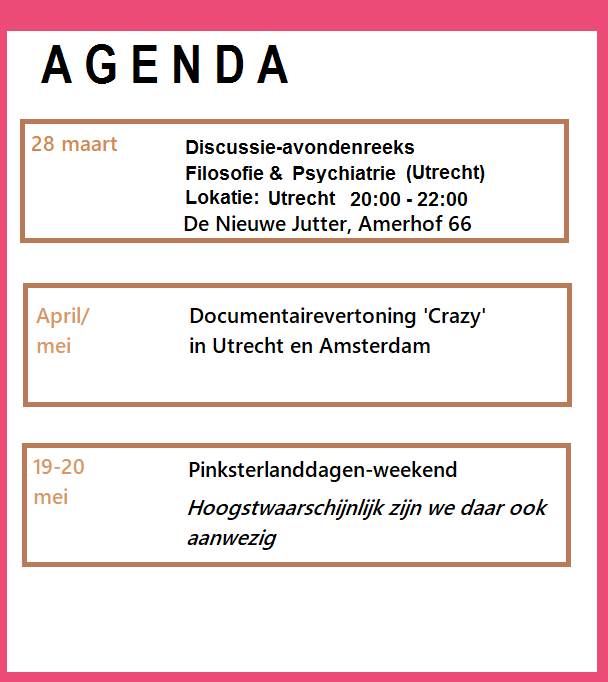 AGENDA
28 maart
Discussie-avondenreeks
Filosofie & Psychiatrie (Utrecht)
Lokatie: Utrecht 20:00 - 22:00
De Nieuwe Jutter, Amerhof 66
April/
mei
Documentairevertoning 'Crazy'
in Utrecht en Amsterdam
19-20
mei
Pinksterlanddagen-weekend
Hoogstwaarschijnlijk zijn we daar ook
aanwezig